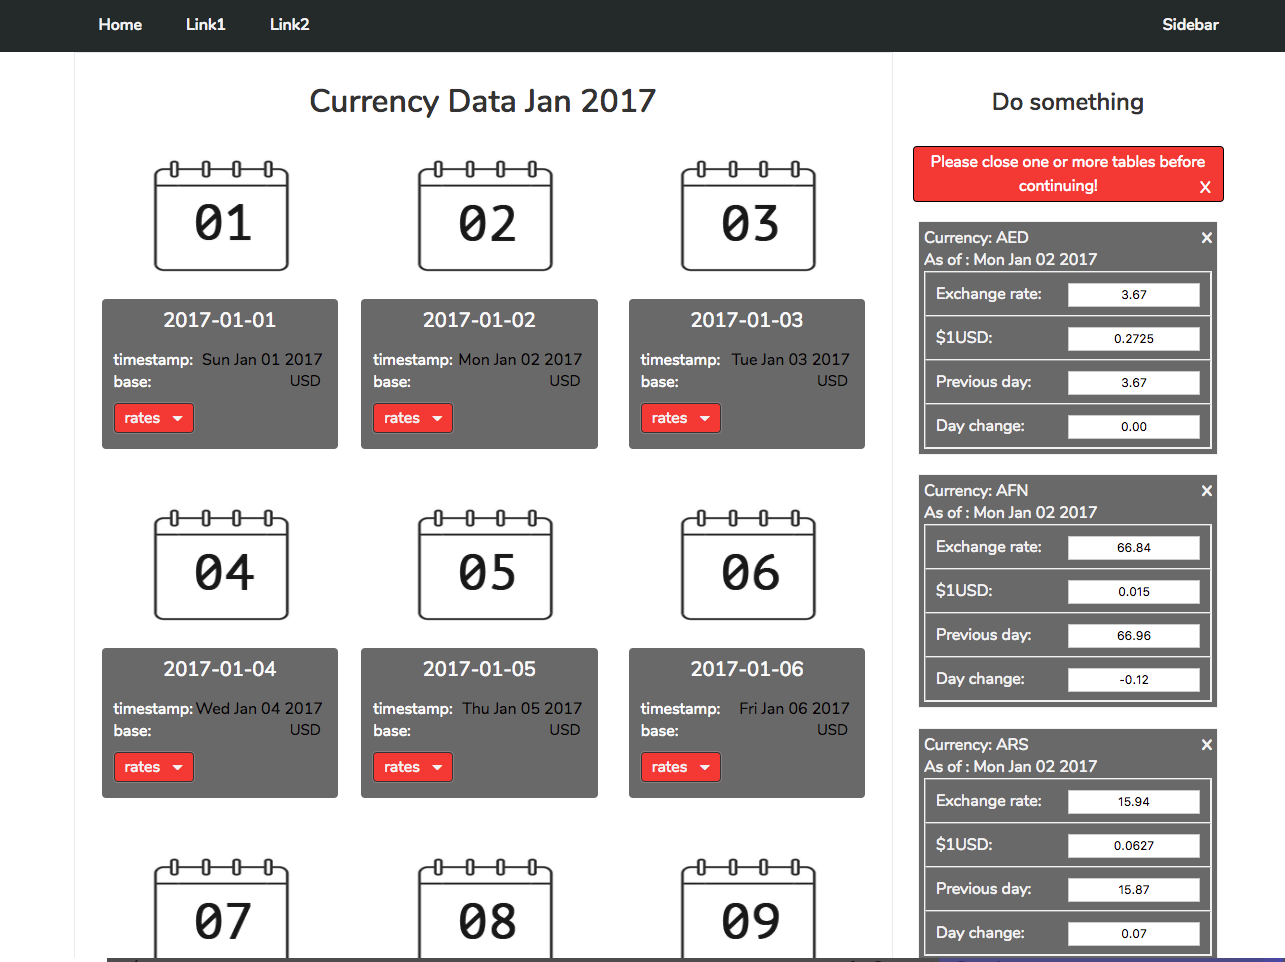 Home Link1 Link2 Sidebar
Currency Data Jan 2017
01 02 03
2017-01-01
timestamp: Sun Jan 01 2017
base: USD
rates
2017-01-02
timestamp: Mon Jan 02 2017
base: USD
rates
2017-01-03
timestamp: Tue Jan 03 2017
base: USD
rates
04 05 06
2017-01-04
timestamp: Wed Jan 04 2017
base: USD
rates
2017-01-05
timestamp: Thu Jan 05 2017
base: USD
rates
2017-01-06
timestamp: Fri Jan 06 2017
base: USD
rates
07 08 09
Do something
Please close one or more tables before
continuing! X
Currency: AED X
As of : Mon Jan 02 2017
Exchange rate: 3.67
$1USD: 0.2725
Previous day: 3.67
Day change: 0.00
Currency: AFN X
As of : Mon Jan 02 2017
Exchange rate: 66.84
$1USD: 0.015
Previous day: 66.96
Day change: -0.12
Currency: ARS X
As of : Mon Jan 02 2017
Exchange rate: 15.94
$1USD: 0.0627
Previous day: 15.87
Day change: 0.07